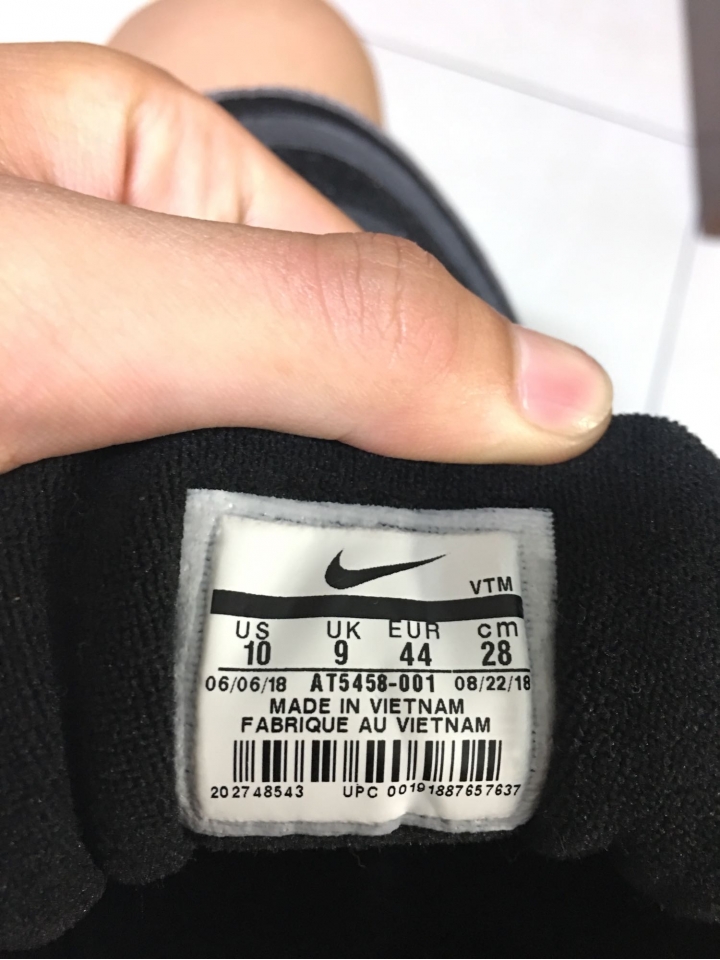 VTM
US UK EUR cm
10 9 44 28
06/06/18 AT5458-001 08/22/18
MADE IN VIETNAM
FABRIQUE AU VIETNAM
202748543 UPC 00191887657637